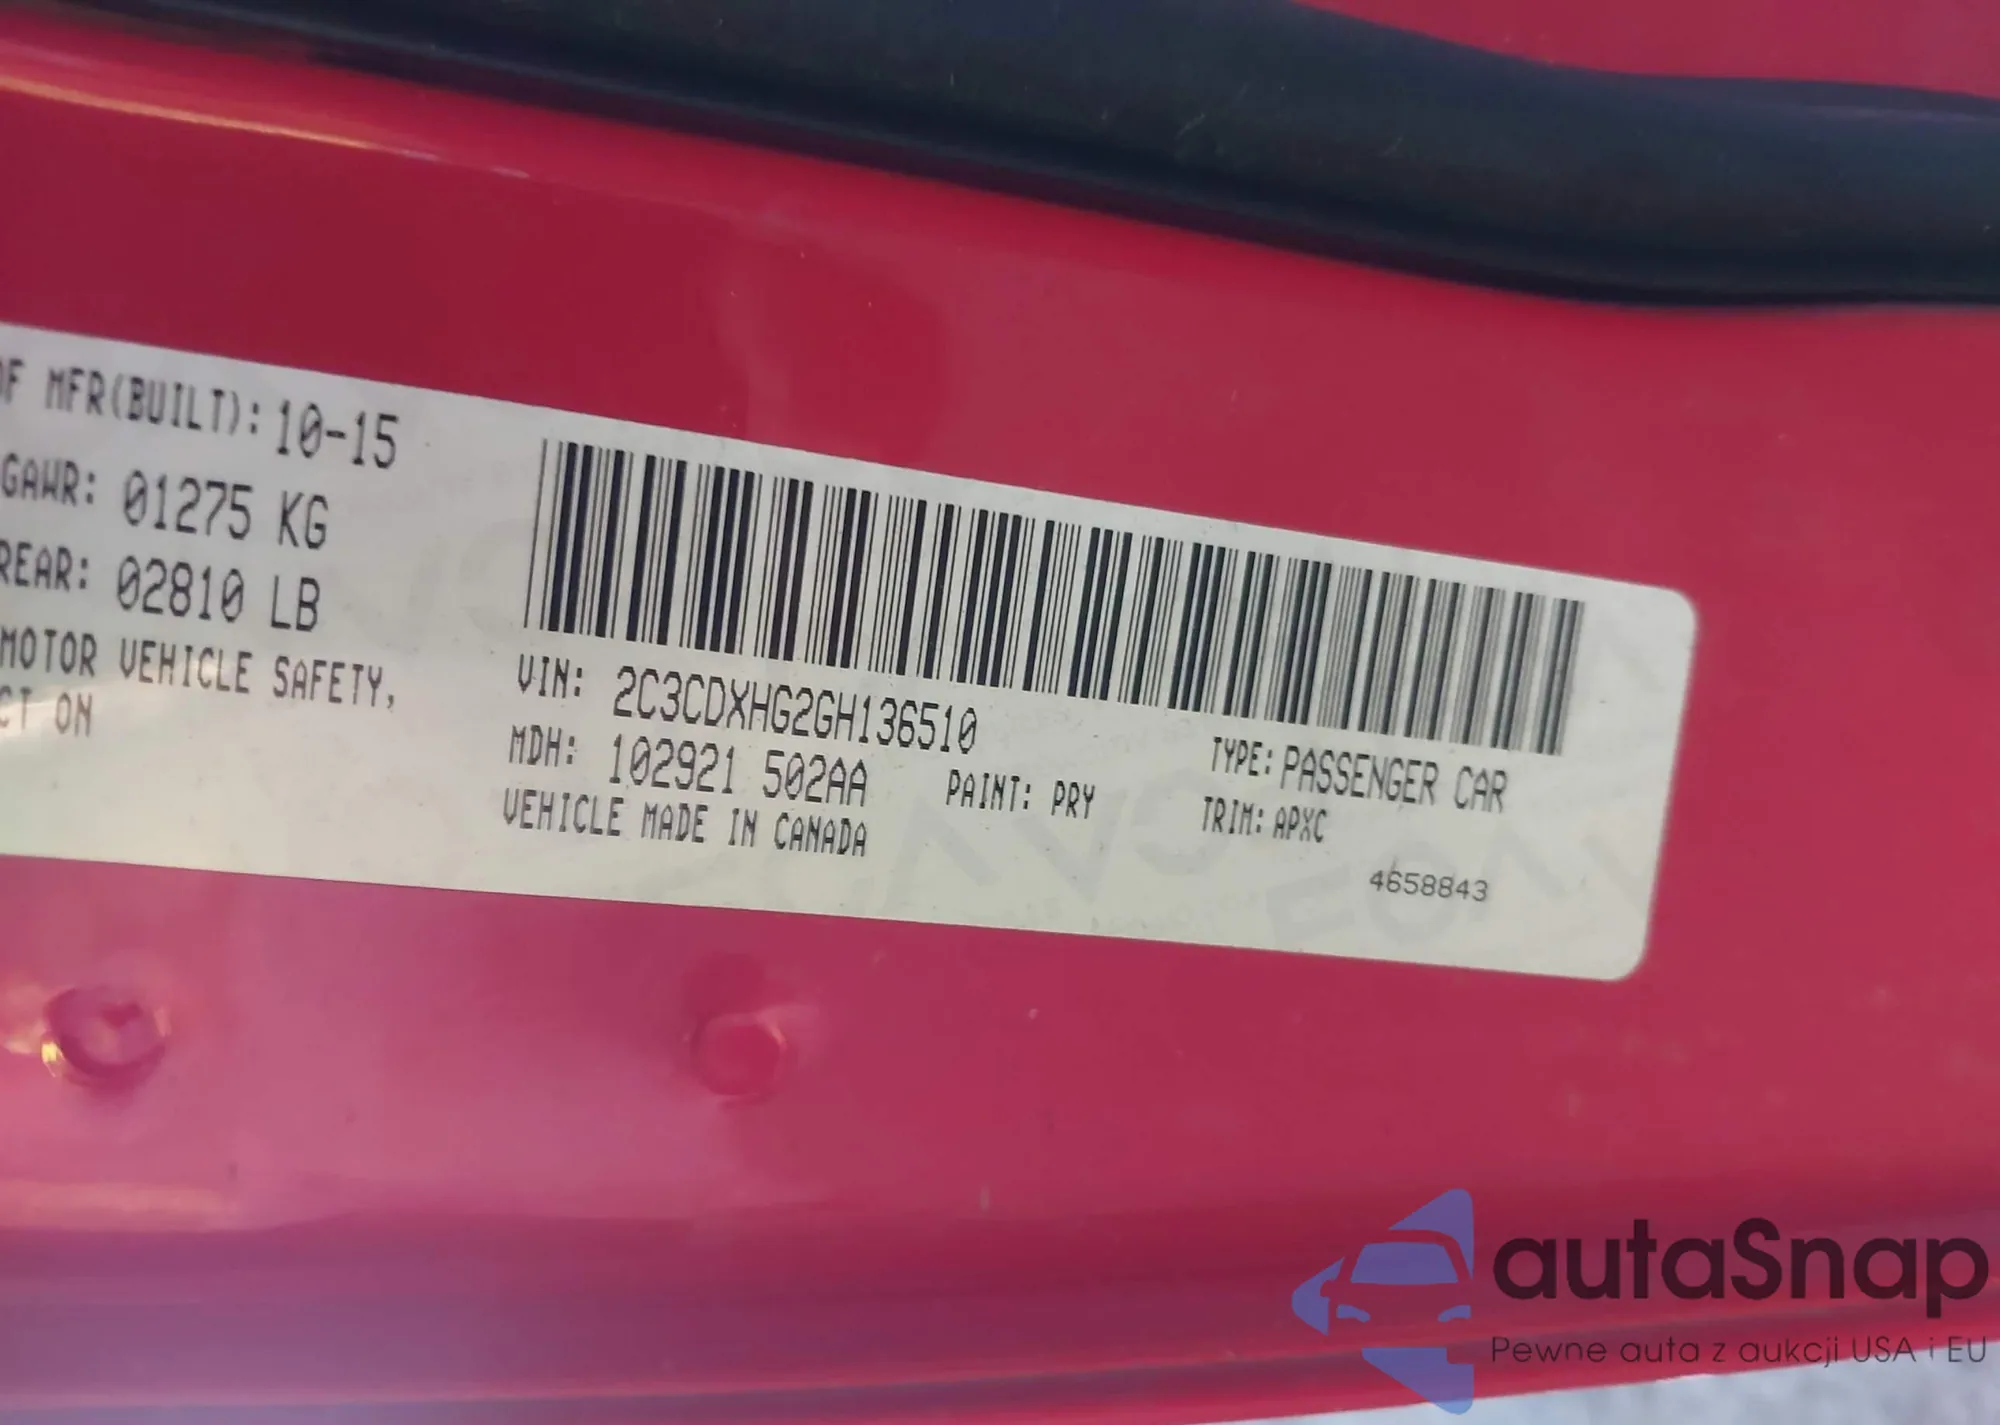 OF MFR(BUILT): 10-15
GAWR: 01275 KG
REAR: 02810 LB
MOTOR VEHICLE SAFETY,
CT ON
VIN: 2C3CDXHG2GH136510
MDH: 102921 502AA
PAINT: PRY
VEHICLE MADE IN CANADA
TYPE: PASSENGER CAR
TRIM: APXC
4658843
autaSnap
Pewne auta z aukcji USA i EU